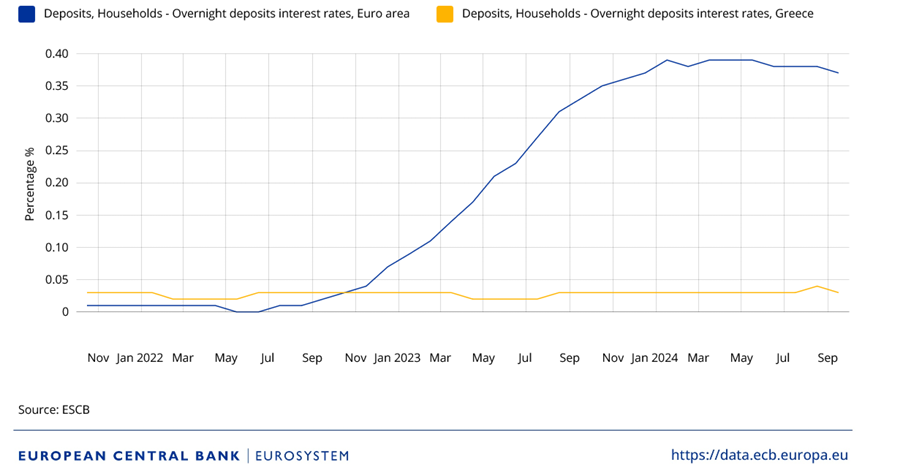 Deposits, Households - Overnight deposits interest rates, Euro area
Deposits, Households - Overnight deposits interest rates, Greece
Percentage %
0.40
0.35
0.30
0.25
0.20
0.15
0.10
0.05
0
Nov Jan 2022 Mar May Jul Sep Nov Jan 2023 Mar May Jul Sep Nov Jan 2024 Mar May Jul Sep
Source: ESCB
EUROPEAN CENTRAL BANK | EUROSYSTEM
https://data.ecb.europa.eu